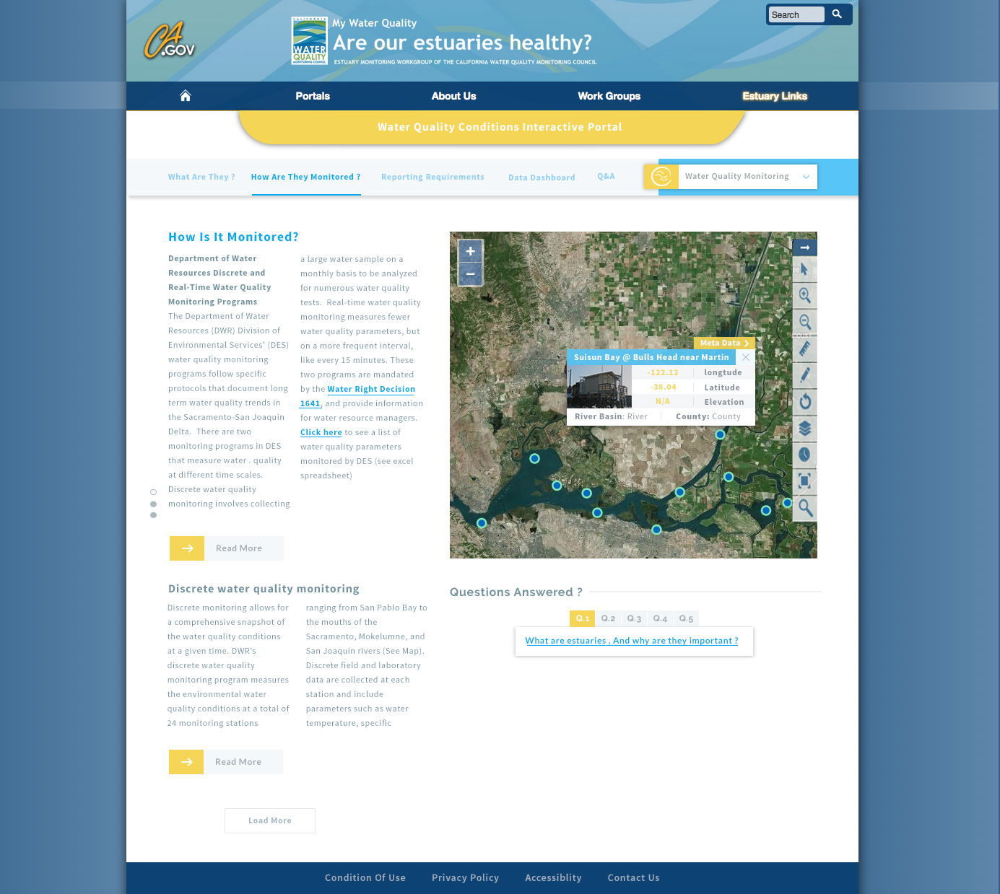 Search
CA.GOV
CALIFORNIA
WATER
QUALITY
MONITORING COUNCIL
My Water Quality
Are our estuaries healthy?
ESTUARY MONITORING WORKGROUP OF THE CALIFORNIA WATER QUALITY MONITORING COUNCIL
Portals
About Us
Work Groups
Estuary Links
Water Quality Conditions Interactive Portal
What Are They ?
How Are They Monitored ?
Reporting Requirements
Data Dashboard
Q&A
Water Quality Monitoring
How Is It Monitored?
Department of Water
Resources Discrete and
Real-Time Water Quality
Monitoring Programs
The Department of Water
Resources (DWR) Division of
Environmental Services' (DES)
water quality monitoring
programs follow specific
protocols that document long
term water quality trends in
the Sacramento-San Joaquin
Delta.  There are two
monitoring programs in DES
that measure water . quality
at different time scales.
Discrete water quality
monitoring involves collecting
a large water sample on a
monthly basis to be analyzed
for numerous water quality
tests.  Real-time water quality
monitoring measures fewer
water quality parameters, but
on a more frequent interval,
like every 15 minutes. These
two programs are mandated
by the Water Right Decision
1641, and provide information
for water resource managers.
Click here to see a list of
water quality parameters
monitored by DES (see excel
spreadsheet)
Read More
Meta Data
Suisun Bay @ Bulls Head near Martin
-122.12 longtude
-38.04 Latitude
N/A Elevation
River Basin: River
County: County
Discrete water quality monitoring
Discrete monitoring allows for
a comprehensive snapshot of
the water quality conditions
at a given time. DWR's
discrete water quality
monitoring program measures
the environmental water
quality conditions at a total of
24 monitoring stations
ranging from San Pablo Bay to
the mouths of the
Sacramento, Mokelumne, and
San Joaquin rivers (See Map).
Discrete field and laboratory
data are collected at each
station and include
parameters such as water
temperature, specific
Read More
Load More
Questions Answered ?
Q.1 Q.2 Q.3 Q.4 Q.5
What are estuaries , And why are they important ?
Condition Of Use
Privacy Policy
Accessiblity
Contact Us